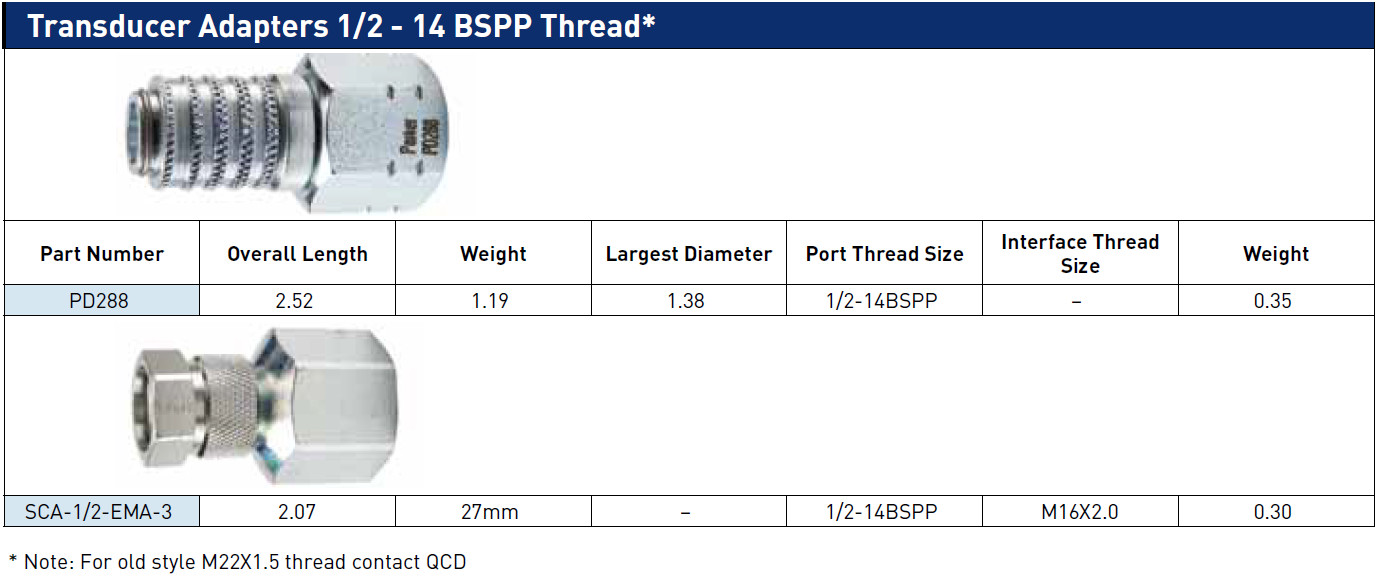 Transducer Adapters 1/2 - 14 BSPP Thread*
Parker
PD288
Part Number Overall Length Weight Largest Diameter Port Thread Size Interface Thread Size Weight
PD288 2.52 1.19 1.38 1/2-14BSPP – 0.35
SCA-1/2-EMA-3 2.07 27mm – 1/2-14BSPP M16X2.0 0.30
* Note: For old style M22X1.5 thread contact QCD